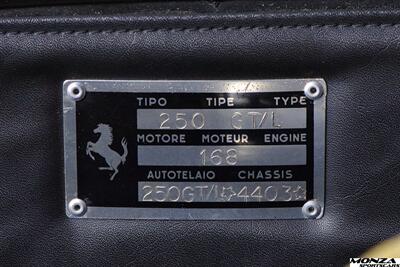 TIPO TIPE TYPE
250 GT/L
MOTORE MOTEUR ENGINE
168
AUTOTELAIO CHASSIS
250GT/L☆4403☆
MONZA
SPORTSCARS